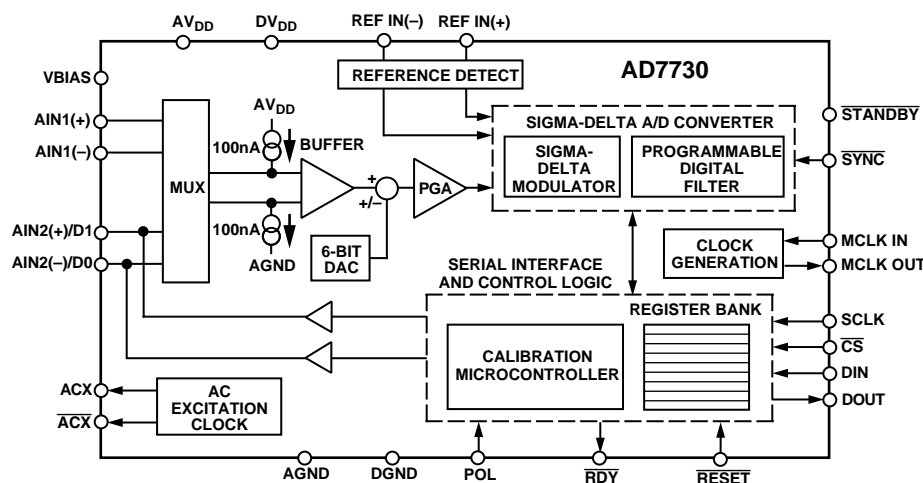 AVDD
DVDD
REF IN(–)
REF IN(+)
AD7730
REFERENCE DETECT
VBIAS
AIN1(+)
AIN1(–)
AIN2(+)/D1
AIN2(–)/D0
MUX
AVDD
100nA
BUFFER
100nA
AGND
+
+/–
6-BIT
DAC
PGA
SIGMA-DELTA A/D CONVERTER
SIGMA-
DELTA
MODULATOR
PROGRAMMABLE
DIGITAL
FILTER
STANDBY
SYNC
CLOCK
GENERATION
MCLK IN
MCLK OUT
SERIAL INTERFACE
AND CONTROL LOGIC
REGISTER BANK
CALIBRATION
MICROCONTROLLER
SCLK
CS
DIN
DOUT
ACX
ACX
AC
EXCITATION
CLOCK
AGND
DGND
POL
RDY
RESET